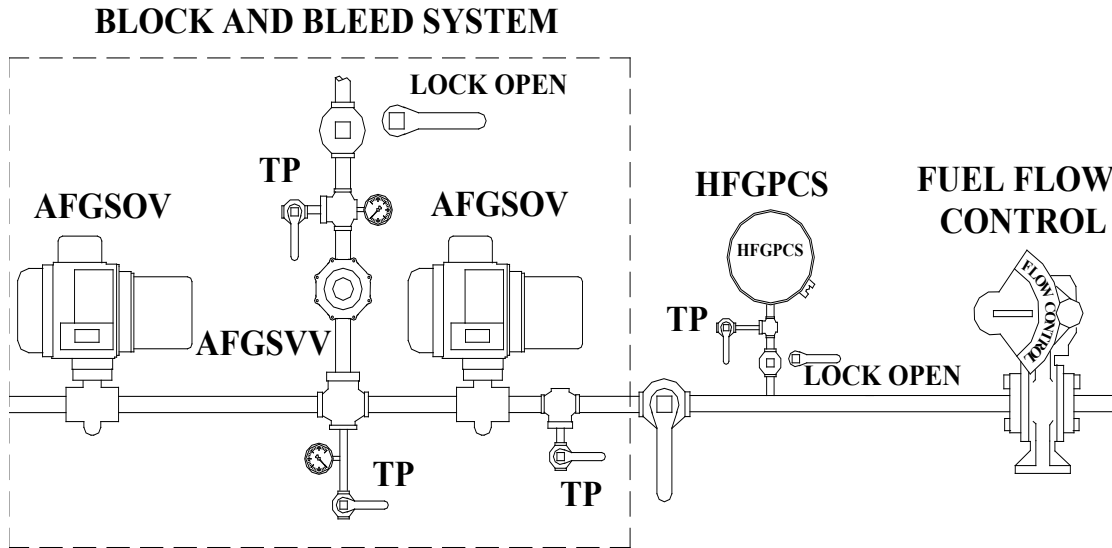 BLOCK AND BLEED SYSTEM
LOCK OPEN
TP
AFGSOV
AFGSOV
HFGPCS
FUEL FLOW
CONTROL
HFGPCS
FLOW CONTROL
TP
AFGSVV
LOCK OPEN
TP
TP